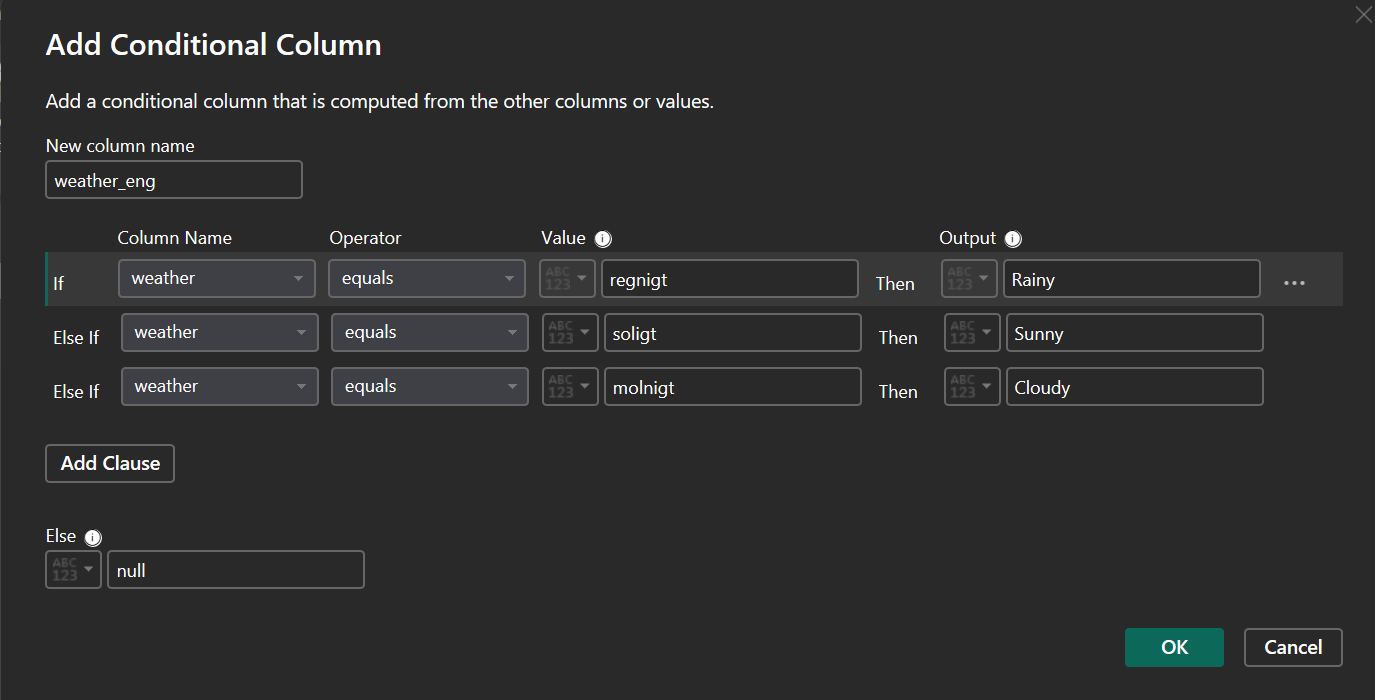 Add Conditional Column
Add a conditional column that is computed from the other columns or values.
New column name
weather_eng
Column Name Operator Value Output
If weather equals ABC 123 regnigt Then ABC 123 Rainy ...
Else If weather equals ABC 123 soligt Then ABC 123 Sunny
Else If weather equals ABC 123 molnigt Then ABC 123 Cloudy
Add Clause
Else
ABC 123 null
OK Cancel